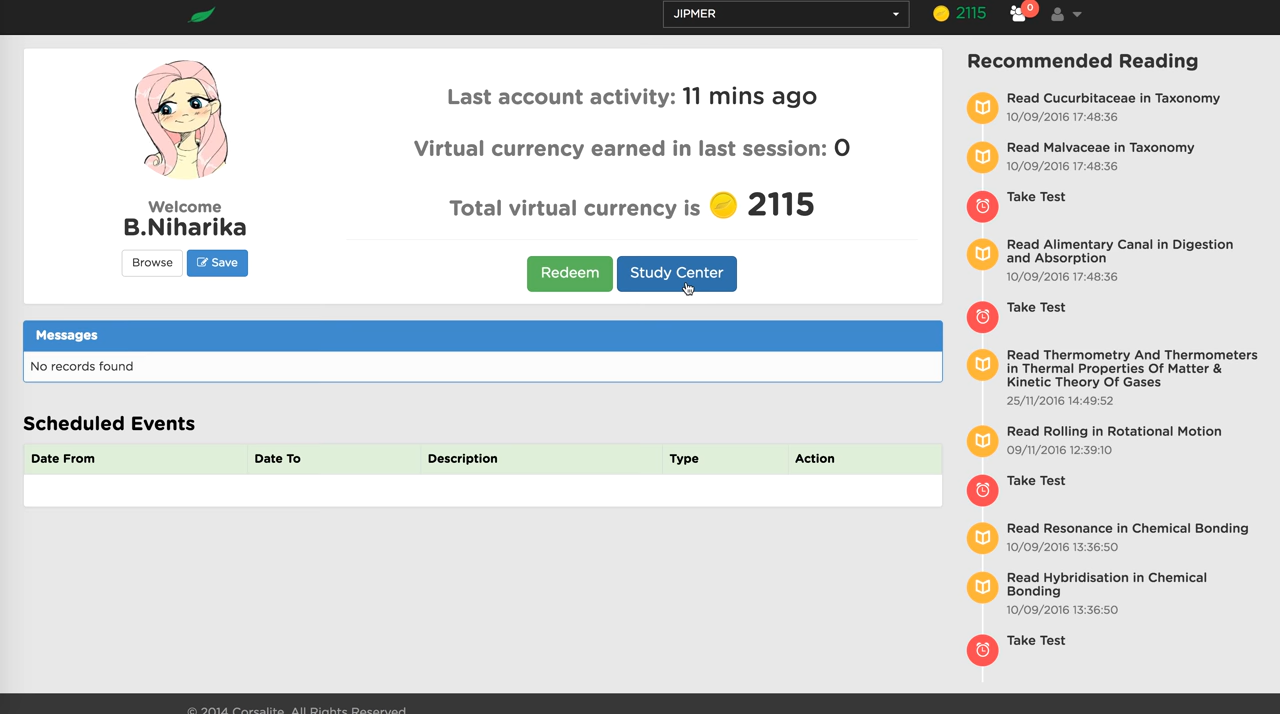 JIPMER
2115
0
Last account activity: 11 mins ago
Virtual currency earned in last session: 0
Total virtual currency is 2115
Welcome
B.Niharika
Browse
Save
Redeem
Study Center
Messages
No records found
Scheduled Events
Date From Date To Description Type Action
Recommended Reading
Read Cucurbitaceae in Taxonomy
10/09/2016 17:48:36
Read Malvaceae in Taxonomy
10/09/2016 17:48:36
Take Test
Read Alimentary Canal in Digestion
and Absorption
10/09/2016 17:48:36
Take Test
Read Thermometry And Thermometers
in Thermal Properties Of Matter &
Kinetic Theory Of Gases
25/11/2016 14:49:52
Read Rolling in Rotational Motion
09/11/2016 12:39:10
Take Test
Read Resonance in Chemical Bonding
10/09/2016 13:36:50
Read Hybridisation in Chemical
Bonding
10/09/2016 13:36:50
Take Test
© 2014 Corsalite. All Rights Reserved